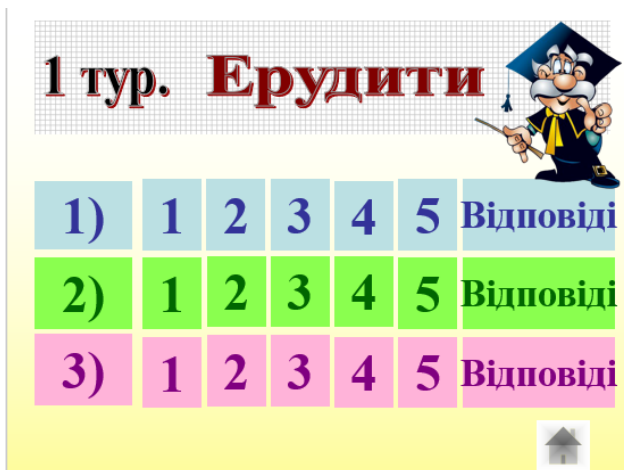 1 тур. Ерудити
1) 1 2 3 4 5 Відповіді
2) 1 2 3 4 5 Відповіді
3) 1 2 3 4 5 Відповіді